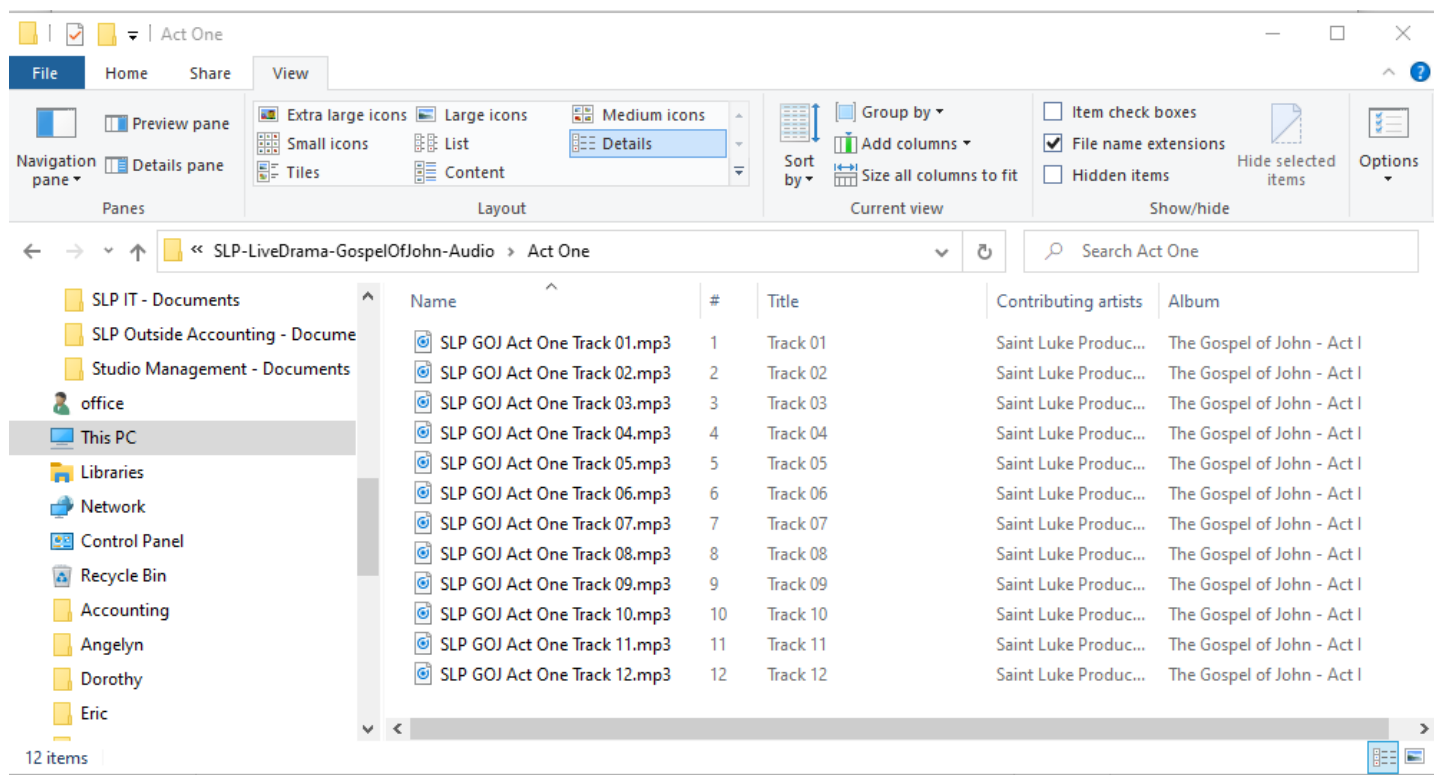 Act One
File Home Share View
Navigation pane
Preview pane
Details pane
Panes
Extra large icons Large icons Medium icons
Small icons List Details
Tiles Content
Layout
Sort by
Group by
Add columns
Size all columns to fit
Current view
Item check boxes
File name extensions
Hidden items
Hide selected items
Show/hide
Options
« SLP-LiveDrama-GospelOfJohn-Audio > Act One
Search Act One
SLP IT - Documents
SLP Outside Accounting - Docume
Studio Management - Documents
office
This PC
Libraries
Network
Control Panel
Recycle Bin
Accounting
Angelyn
Dorothy
Eric
Name # Title Contributing artists Album
SLP GOJ Act One Track 01.mp3 1 Track 01 Saint Luke Produc... The Gospel of John - Act I
SLP GOJ Act One Track 02.mp3 2 Track 02 Saint Luke Produc... The Gospel of John - Act I
SLP GOJ Act One Track 03.mp3 3 Track 03 Saint Luke Produc... The Gospel of John - Act I
SLP GOJ Act One Track 04.mp3 4 Track 04 Saint Luke Produc... The Gospel of John - Act I
SLP GOJ Act One Track 05.mp3 5 Track 05 Saint Luke Produc... The Gospel of John - Act I
SLP GOJ Act One Track 06.mp3 6 Track 06 Saint Luke Produc... The Gospel of John - Act I
SLP GOJ Act One Track 07.mp3 7 Track 07 Saint Luke Produc... The Gospel of John - Act I
SLP GOJ Act One Track 08.mp3 8 Track 08 Saint Luke Produc... The Gospel of John - Act I
SLP GOJ Act One Track 09.mp3 9 Track 09 Saint Luke Produc... The Gospel of John - Act I
SLP GOJ Act One Track 10.mp3 10 Track 10 Saint Luke Produc... The Gospel of John - Act I
SLP GOJ Act One Track 11.mp3 11 Track 11 Saint Luke Produc... The Gospel of John - Act I
SLP GOJ Act One Track 12.mp3 12 Track 12 Saint Luke Produc... The Gospel of John - Act I
12 items